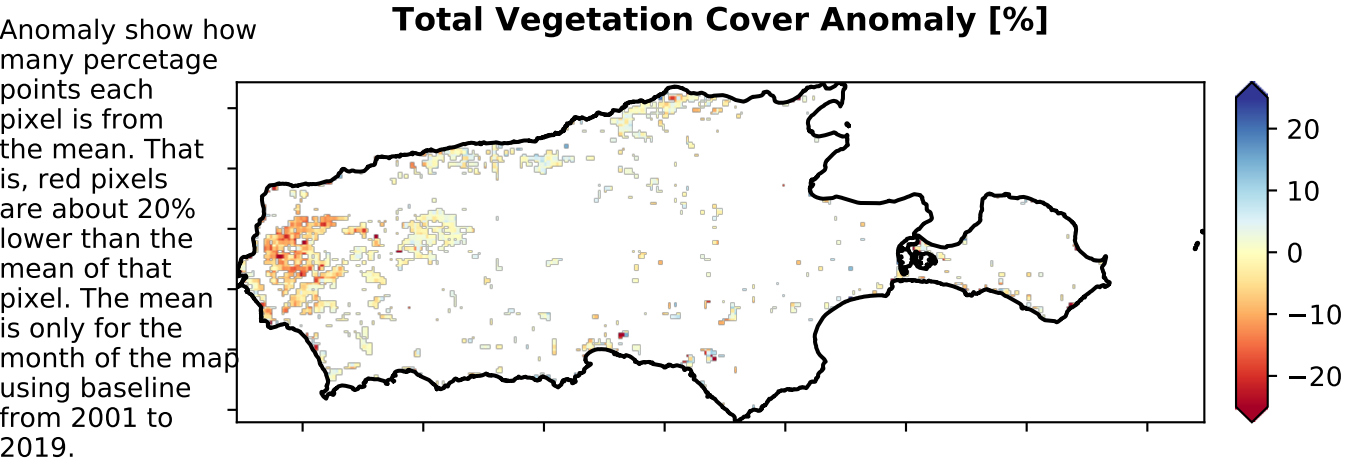 Total Vegetation Cover Anomaly [%]
Anomaly show how
many percetage
points each
pixel is from
the mean. That
is, red pixels
are about 20%
lower than the
mean of that
pixel. The mean
is only for the
month of the map
using baseline
from 2001 to
2019.
20
10
0
−10
−20